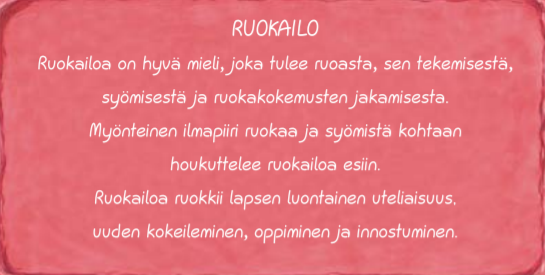 RUOKAILO
Ruokailoa on hyvä mieli, joka tulee ruoasta, sen tekemisestä,
syömisestä ja ruokakokemusten jakamisesta.
Myönteinen ilmapiiri ruokaa ja syömistä kohtaan
houkuttelee ruokailoa esiin.
Ruokailoa ruokkii lapsen luontainen uteliaisuus,
uuden kokeileminen, oppiminen ja innostuminen.